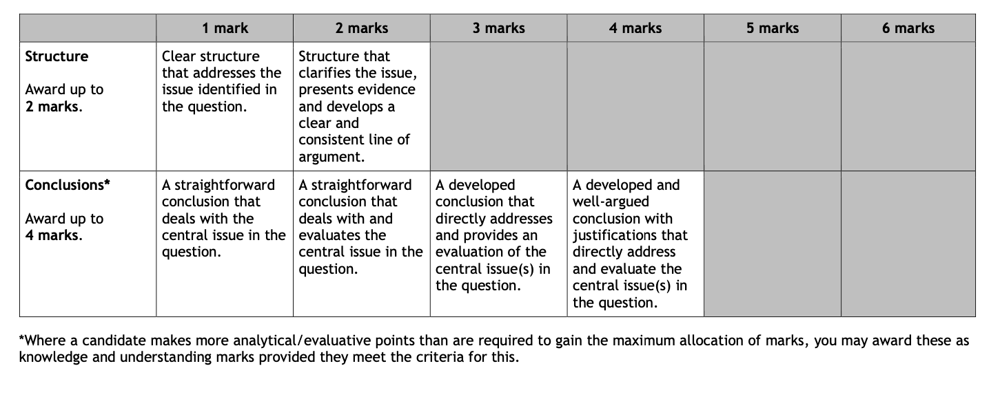 1 mark 2 marks 3 marks 4 marks 5 marks 6 marks
Structure
Award up to
2 marks.
Clear structure
that addresses the
issue identified in
the question.
Structure that
clarifies the issue,
presents evidence
and develops a
clear and
consistent line of
argument.
Conclusions*
Award up to
4 marks.
A straightforward
conclusion that
deals with the
central issue in the
question.
A straightforward
conclusion that
deals with and
evaluates the
central issue in the
question.
A developed
conclusion that
directly addresses
and provides an
evaluation of the
central issue(s) in
the question.
A developed and
well-argued
conclusion with
justifications that
directly address
and evaluate the
central issue(s) in
the question.
*Where a candidate makes more analytical/evaluative points than are required to gain the maximum allocation of marks, you may award these as
knowledge and understanding marks provided they meet the criteria for this.